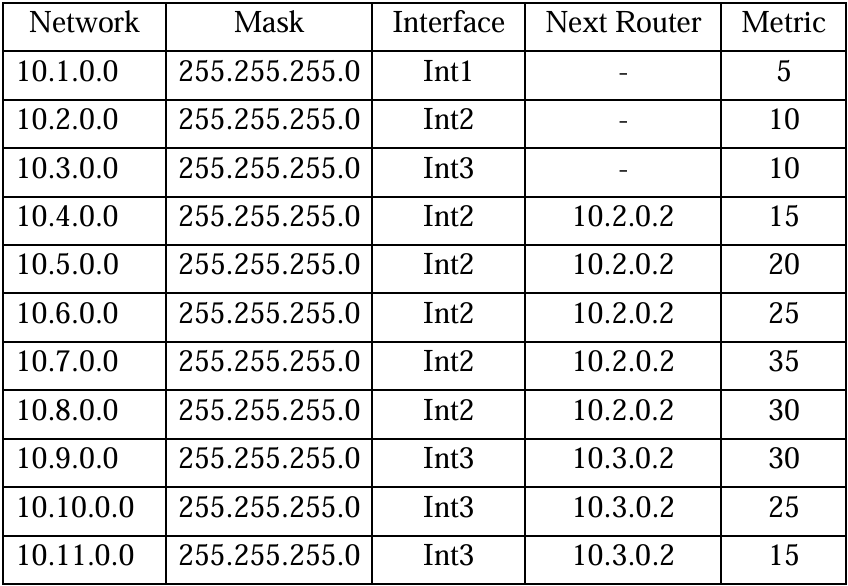 Network Mask Interface Next Router Metric
10.1.0.0 255.255.255.0 Int1 - 5
10.2.0.0 255.255.255.0 Int2 - 10
10.3.0.0 255.255.255.0 Int3 - 10
10.4.0.0 255.255.255.0 Int2 10.2.0.2 15
10.5.0.0 255.255.255.0 Int2 10.2.0.2 20
10.6.0.0 255.255.255.0 Int2 10.2.0.2 25
10.7.0.0 255.255.255.0 Int2 10.2.0.2 35
10.8.0.0 255.255.255.0 Int2 10.2.0.2 30
10.9.0.0 255.255.255.0 Int3 10.3.0.2 30
10.10.0.0 255.255.255.0 Int3 10.3.0.2 25
10.11.0.0 255.255.255.0 Int3 10.3.0.2 15